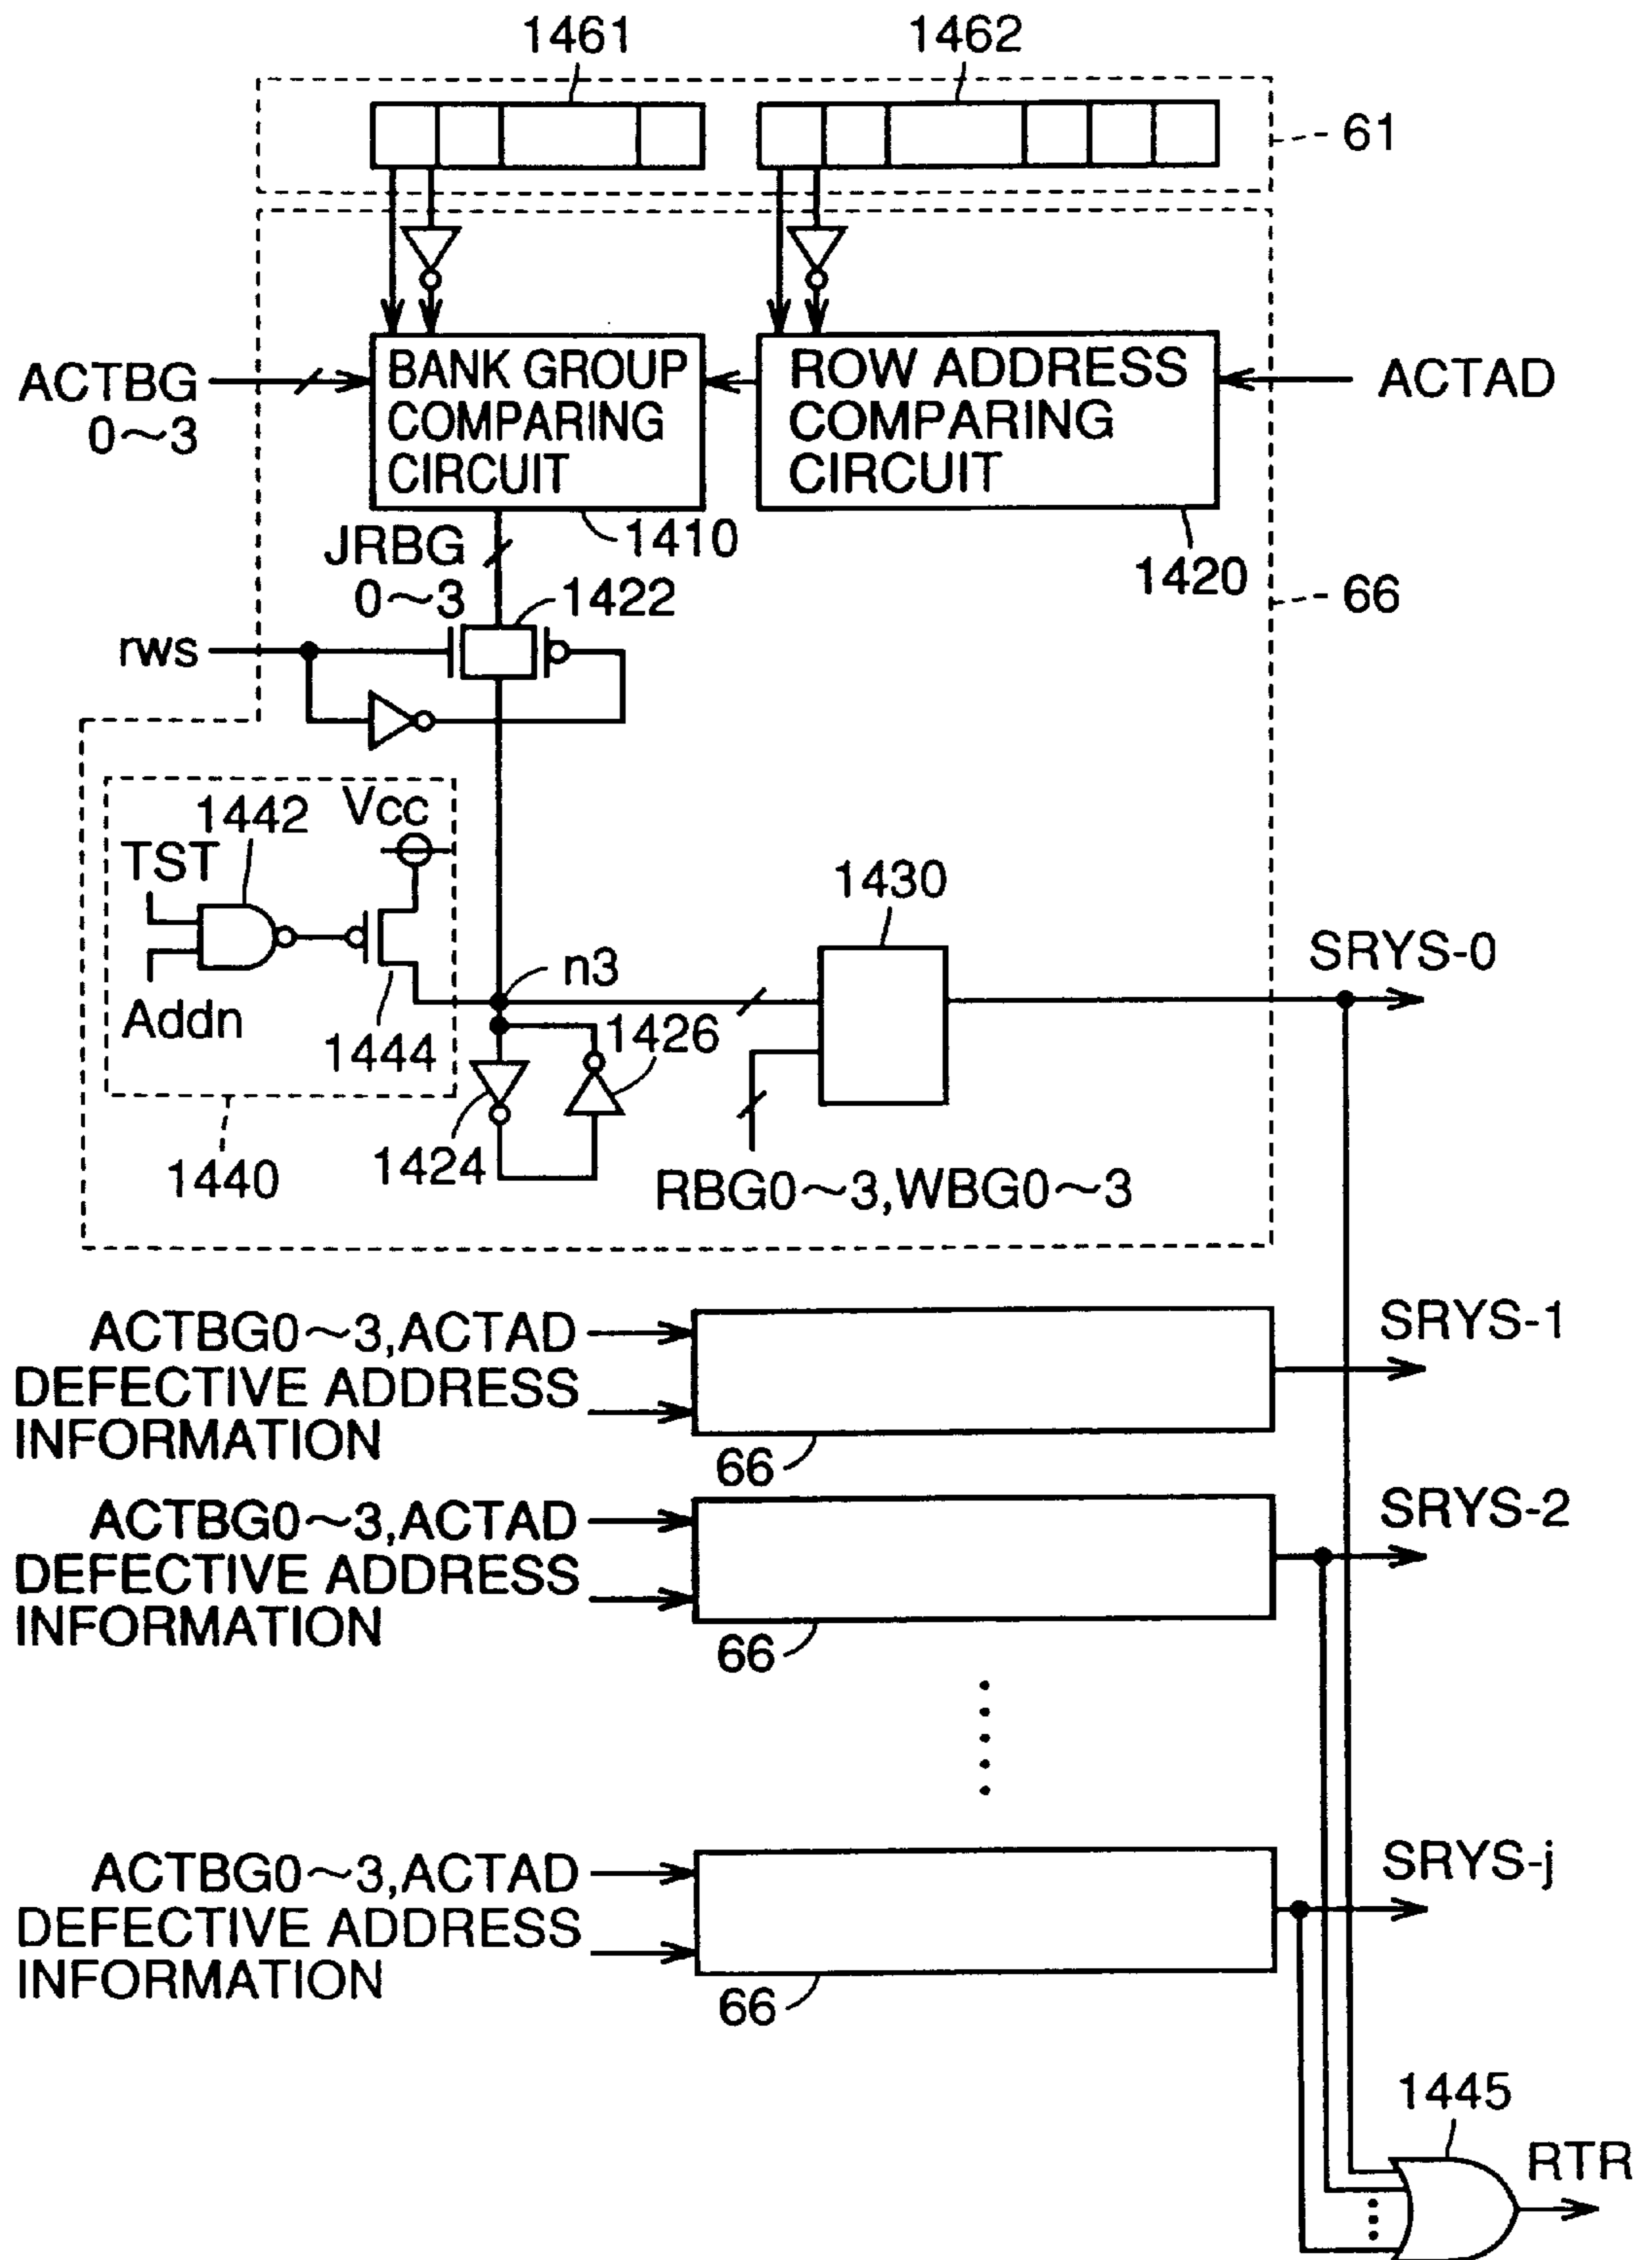 1461
1462
61
ACTBG
0~3
BANK GROUP
COMPARING
CIRCUIT
ROW ADDRESS
COMPARING
CIRCUIT
ACTAD
JRBG
0~3
1410
1420
1422
66
rws
1442
Vcc
TST
Addn
1444
1440
n3
1426
1424
1430
RBG0~3,WBG0~3
SRYS-0
ACTBG0~3,ACTAD
DEFECTIVE ADDRESS
INFORMATION
66
SRYS-1
ACTBG0~3,ACTAD
DEFECTIVE ADDRESS
INFORMATION
66
SRYS-2
ACTBG0~3,ACTAD
DEFECTIVE ADDRESS
INFORMATION
66
SRYS-j
1445
RTR